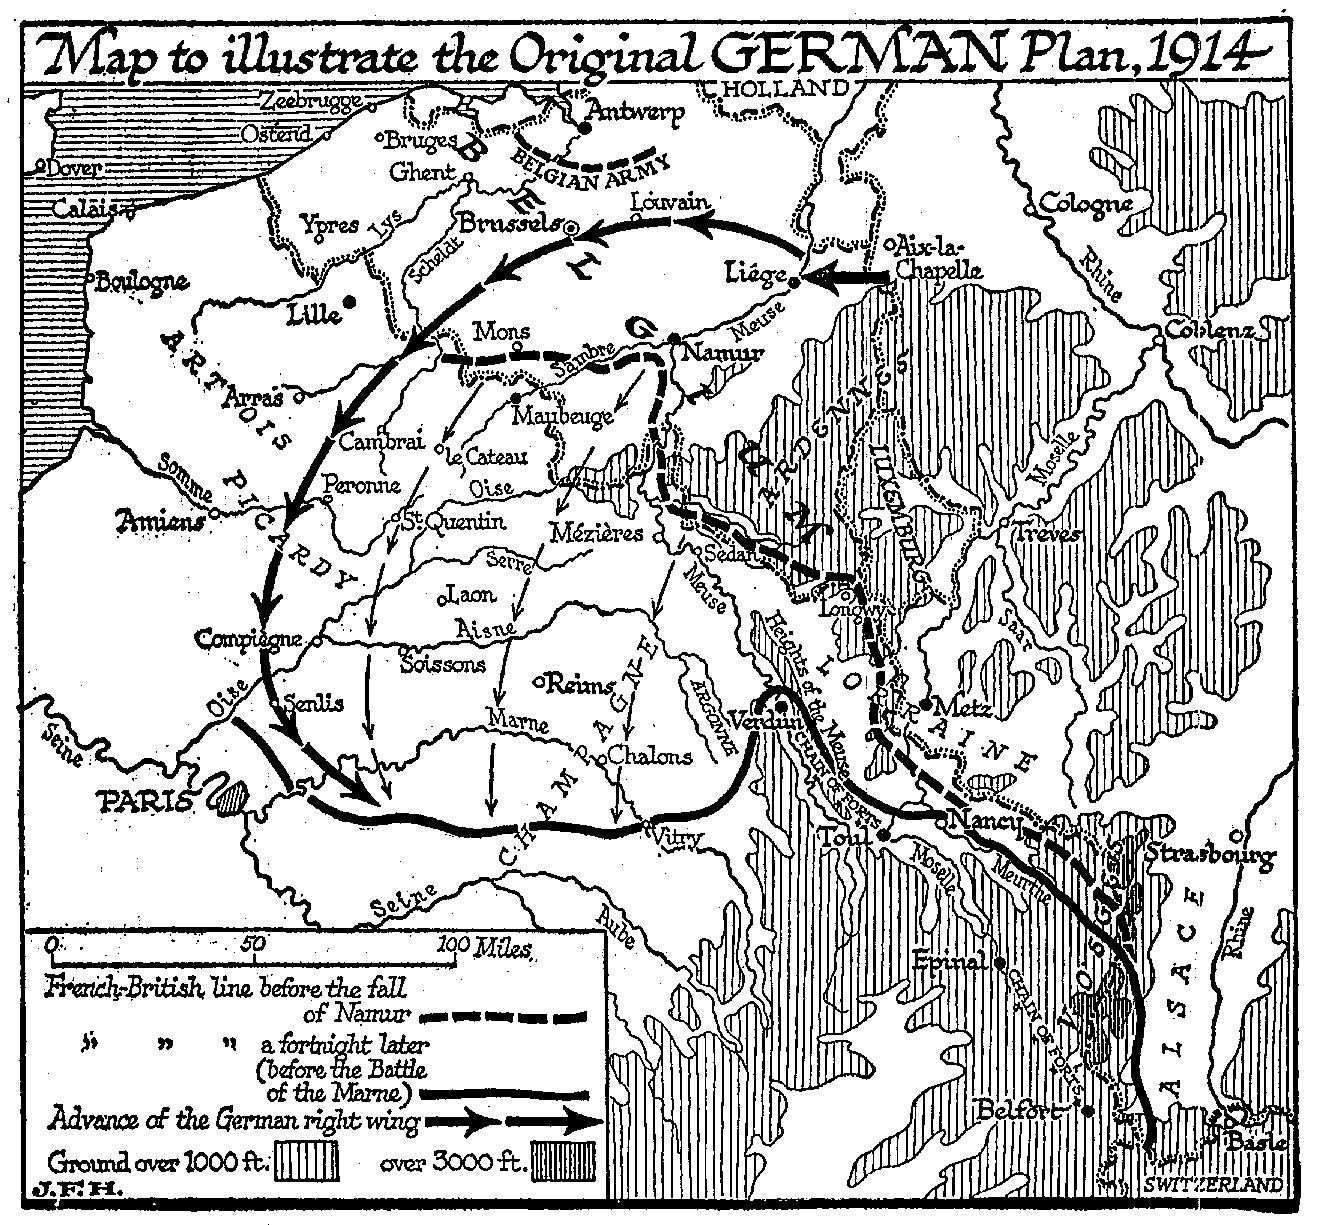 Map to illustrate the Original GERMAN Plan, 1914
HOLLAND
Zeebrugge
Antwerp
Ostend
Bruges
BELGIAN ARMY
Dover
Ghent
Calais
Louvain
Cologne
Ypres
Lys
Brussels
BELGIUM
Scheldt
Aix-la-
Chapelle
Liége
Rhine
Boulogne
Lille
Meuse
Mons
Coblenz
Sambre
Namur
ARTOIS
Arras
Maubeuge
ARDENNES
Cambrai
le Cateau
Moselle
Somme
Peronne
Oise
LUXEMBURG
PICARDY
Amiens
St. Quentin
Mézières
Treves
Sedan
Serre
Meuse
Laon
Longwy
Aisne
Saar
Compiègne
Soissons
Heights of the Meuse
LORRAINE
Reims
Oise
Senlis
ARGONNE
Metz
Seine
Marne
Verdun
CHAMPAGNE
Chalons
CHAIN OF FORTS
PARIS
Nancy
Vitry
Toul
Strasbourg
Moselle
Meurthe
Seine
Aube
VOSGES
ALSACE
Rhine
Epinal
CHAIN OF FORTS
Belfort
Basle
SWITZERLAND
0 50 100 Miles
French-British line before the fall
of Namur
" " " a fortnight later
(before the Battle
of the Marne)
Advance of the German right wing
Ground over 1000 ft. over 3000 ft.
J.F.H.